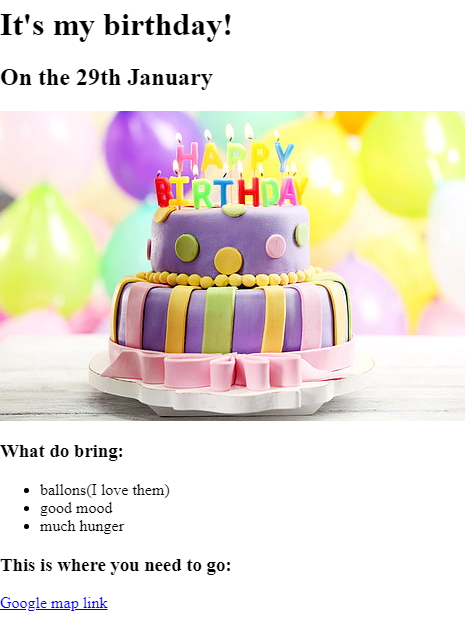 It's my birthday!
On the 29th January
HAPPY
BIRTHDAY
What do bring:
ballons(I love them)
good mood
much hunger
This is where you need to go:
Google map link